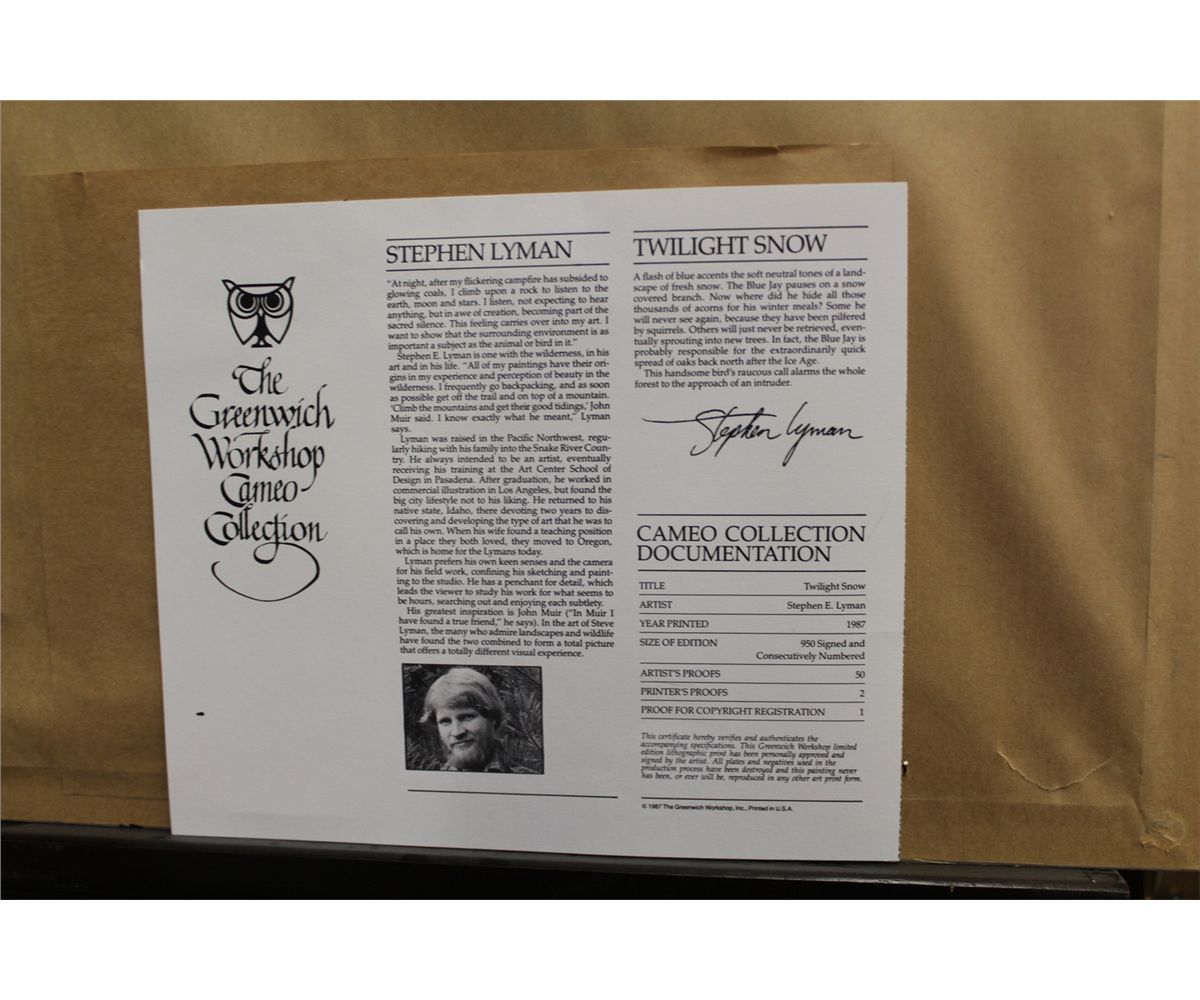 The
Greenwich
Workshop
Cameo
Collection
STEPHEN LYMAN
"At night, after my flickering campfire has subsided to
glowing coals, I climb upon a rock to listen to the
earth, moon and stars. I listen, not expecting to hear
anything, but in awe of creation, becoming part of the
sacred silence. This feeling carries over into my art. I
want to show that the surrounding environment is as
important a subject as the animal or bird in it."
Stephen E. Lyman is one with the wilderness, in his
art and in his life. "All of my paintings have their ori-
gins in my experience and perception of beauty in the
wilderness. I frequently go backpacking, and as soon
as possible get off the trail and on top of a mountain.
'Climb the mountains and get their good tidings,' John
Muir said. I know exactly what he meant," Lyman
says.
Lyman was raised in the Pacific Northwest, regu-
larly hiking with his family into the Snake River Coun-
try. He always intended to be an artist, eventually
receiving his training at the Art Center School of
Design in Pasadena. After graduation, he worked in
commercial illustration in Los Angeles, but found the
big city lifestyle not to his liking. He returned to his
native state, Idaho, there devoting two years to dis-
covering and developing the type of art that he was to
call his own. When his wife found a teaching position
in a place they both loved, they moved to Oregon,
which is home for the Lymans today.
Lyman prefers his own keen senses and the camera
for his field work, confining his sketching and paint-
ing to the studio. He has a penchant for detail, which
leads the viewer to study his work for what seems to
be hours, searching out and enjoying each subtlety.
His greatest inspiration is John Muir ("In Muir I
have found a true friend," he says). In the art of Steve
Lyman, the many who admire landscapes and wildlife
have found the two combined to form a total picture
that offers a totally different visual experience.
TWILIGHT SNOW
A flash of blue accents the soft neutral tones of a land-
scape of fresh snow. The Blue Jay pauses on a snow
covered branch. Now where did he hide all those
thousands of acorns for his winter meals? Some he
will never see again, because they have been pilfered
by squirrels. Others will just never be retrieved, even-
tually sprouting into new trees. In fact, the Blue Jay is
probably responsible for the extraordinarily quick
spread of oaks back north after the Ice Age.
This handsome bird's raucous call alarms the whole
forest to the approach of an intruder.
Stephen Lyman
CAMEO COLLECTION
DOCUMENTATION
TITLE Twilight Snow
ARTIST Stephen E. Lyman
YEAR PRINTED 1987
SIZE OF EDITION 950 Signed and
Consecutively Numbered
ARTIST'S PROOFS 50
PRINTER'S PROOFS 2
PROOF FOR COPYRIGHT REGISTRATION 1
This certificate hereby verifies and authenticates the
accompanying specifications. This Greenwich Workshop limited
edition lithographic print has been personally approved and
signed by the artist. All plates and negatives used in the
production process have been destroyed and this painting never
has been, or ever will be, reproduced in any other art print form.
© 1987 The Greenwich Workshop, Inc., Printed in U.S.A.